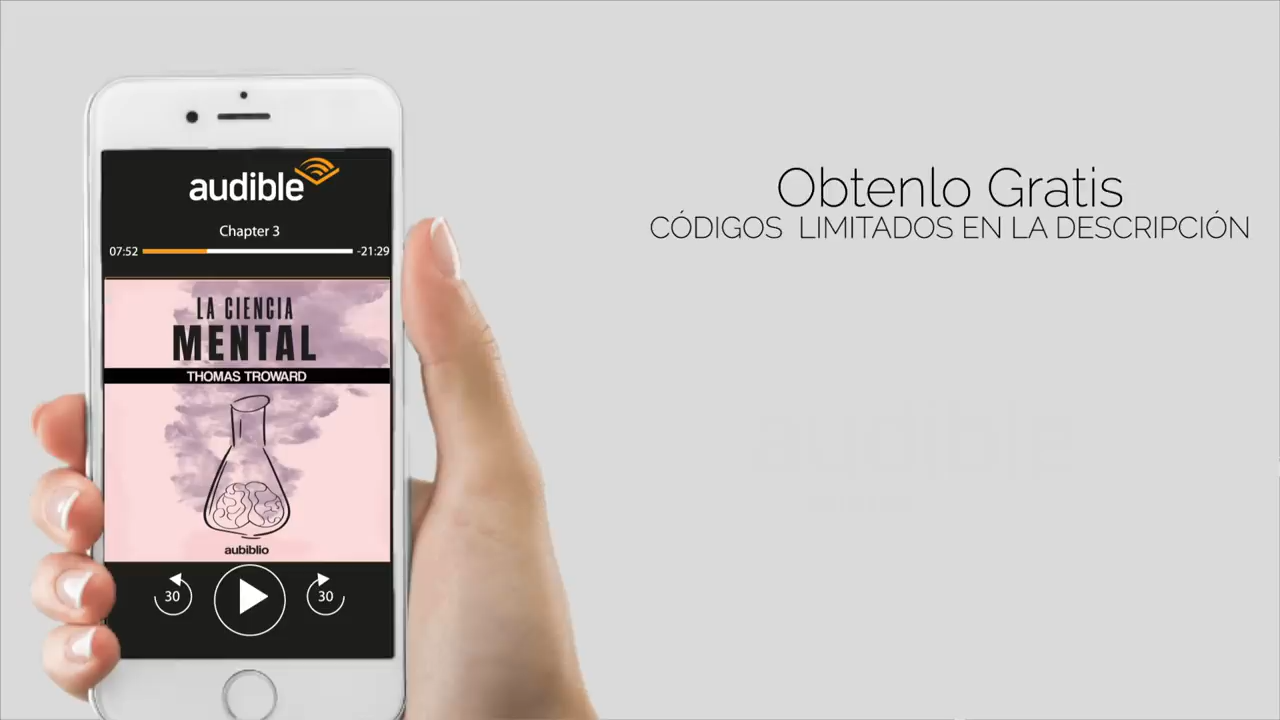 audible
Chapter 3
07:52
-21:29
LA CIENCIA
MENTAL
THOMAS TROWARD
aubiblio
30
30
Obtenlo Gratis
CÓDIGOS LIMITADOS EN LA DESCRIPCIÓN